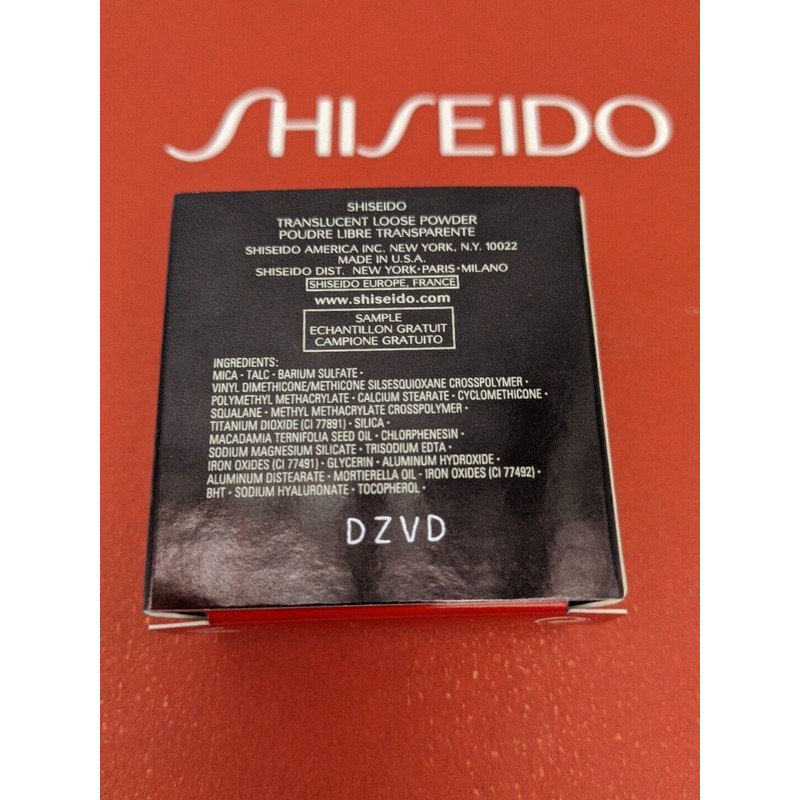 SHISEIDO
SHISEIDO
TRANSLUCENT LOOSE POWDER
POUDRE LIBRE TRANSPARENTE
SHISEIDO AMERICA INC. NEW YORK, N.Y. 10022
MADE IN U.S.A.
SHISEIDO DIST. NEW YORK·PARIS·MILANO
SHISEIDO EUROPE, FRANCE
www.shiseido.com
SAMPLE
ECHANTILLON GRATUIT
CAMPIONE GRATUITO
INGREDIENTS:
MICA · TALC · BARIUM SULFATE ·
VINYL DIMETHICONE/METHICONE SILSESQUIOXANE CROSSPOLYMER ·
POLYMETHYL METHACRYLATE · CALCIUM STEARATE · CYCLOMETHICONE ·
SQUALANE · METHYL METHACRYLATE CROSSPOLYMER ·
TITANIUM DIOXIDE (CI 77891) · SILICA ·
MACADAMIA TERNIFOLIA SEED OIL · CHLORPHENESIN ·
SODIUM MAGNESIUM SILICATE · TRISODIUM EDTA ·
IRON OXIDES (CI 77491) · GLYCERIN · ALUMINUM HYDROXIDE ·
ALUMINUM DISTEARATE · MORTIERELLA OIL · IRON OXIDES (CI 77492) ·
BHT · SODIUM HYALURONATE · TOCOPHEROL ·
DZVD